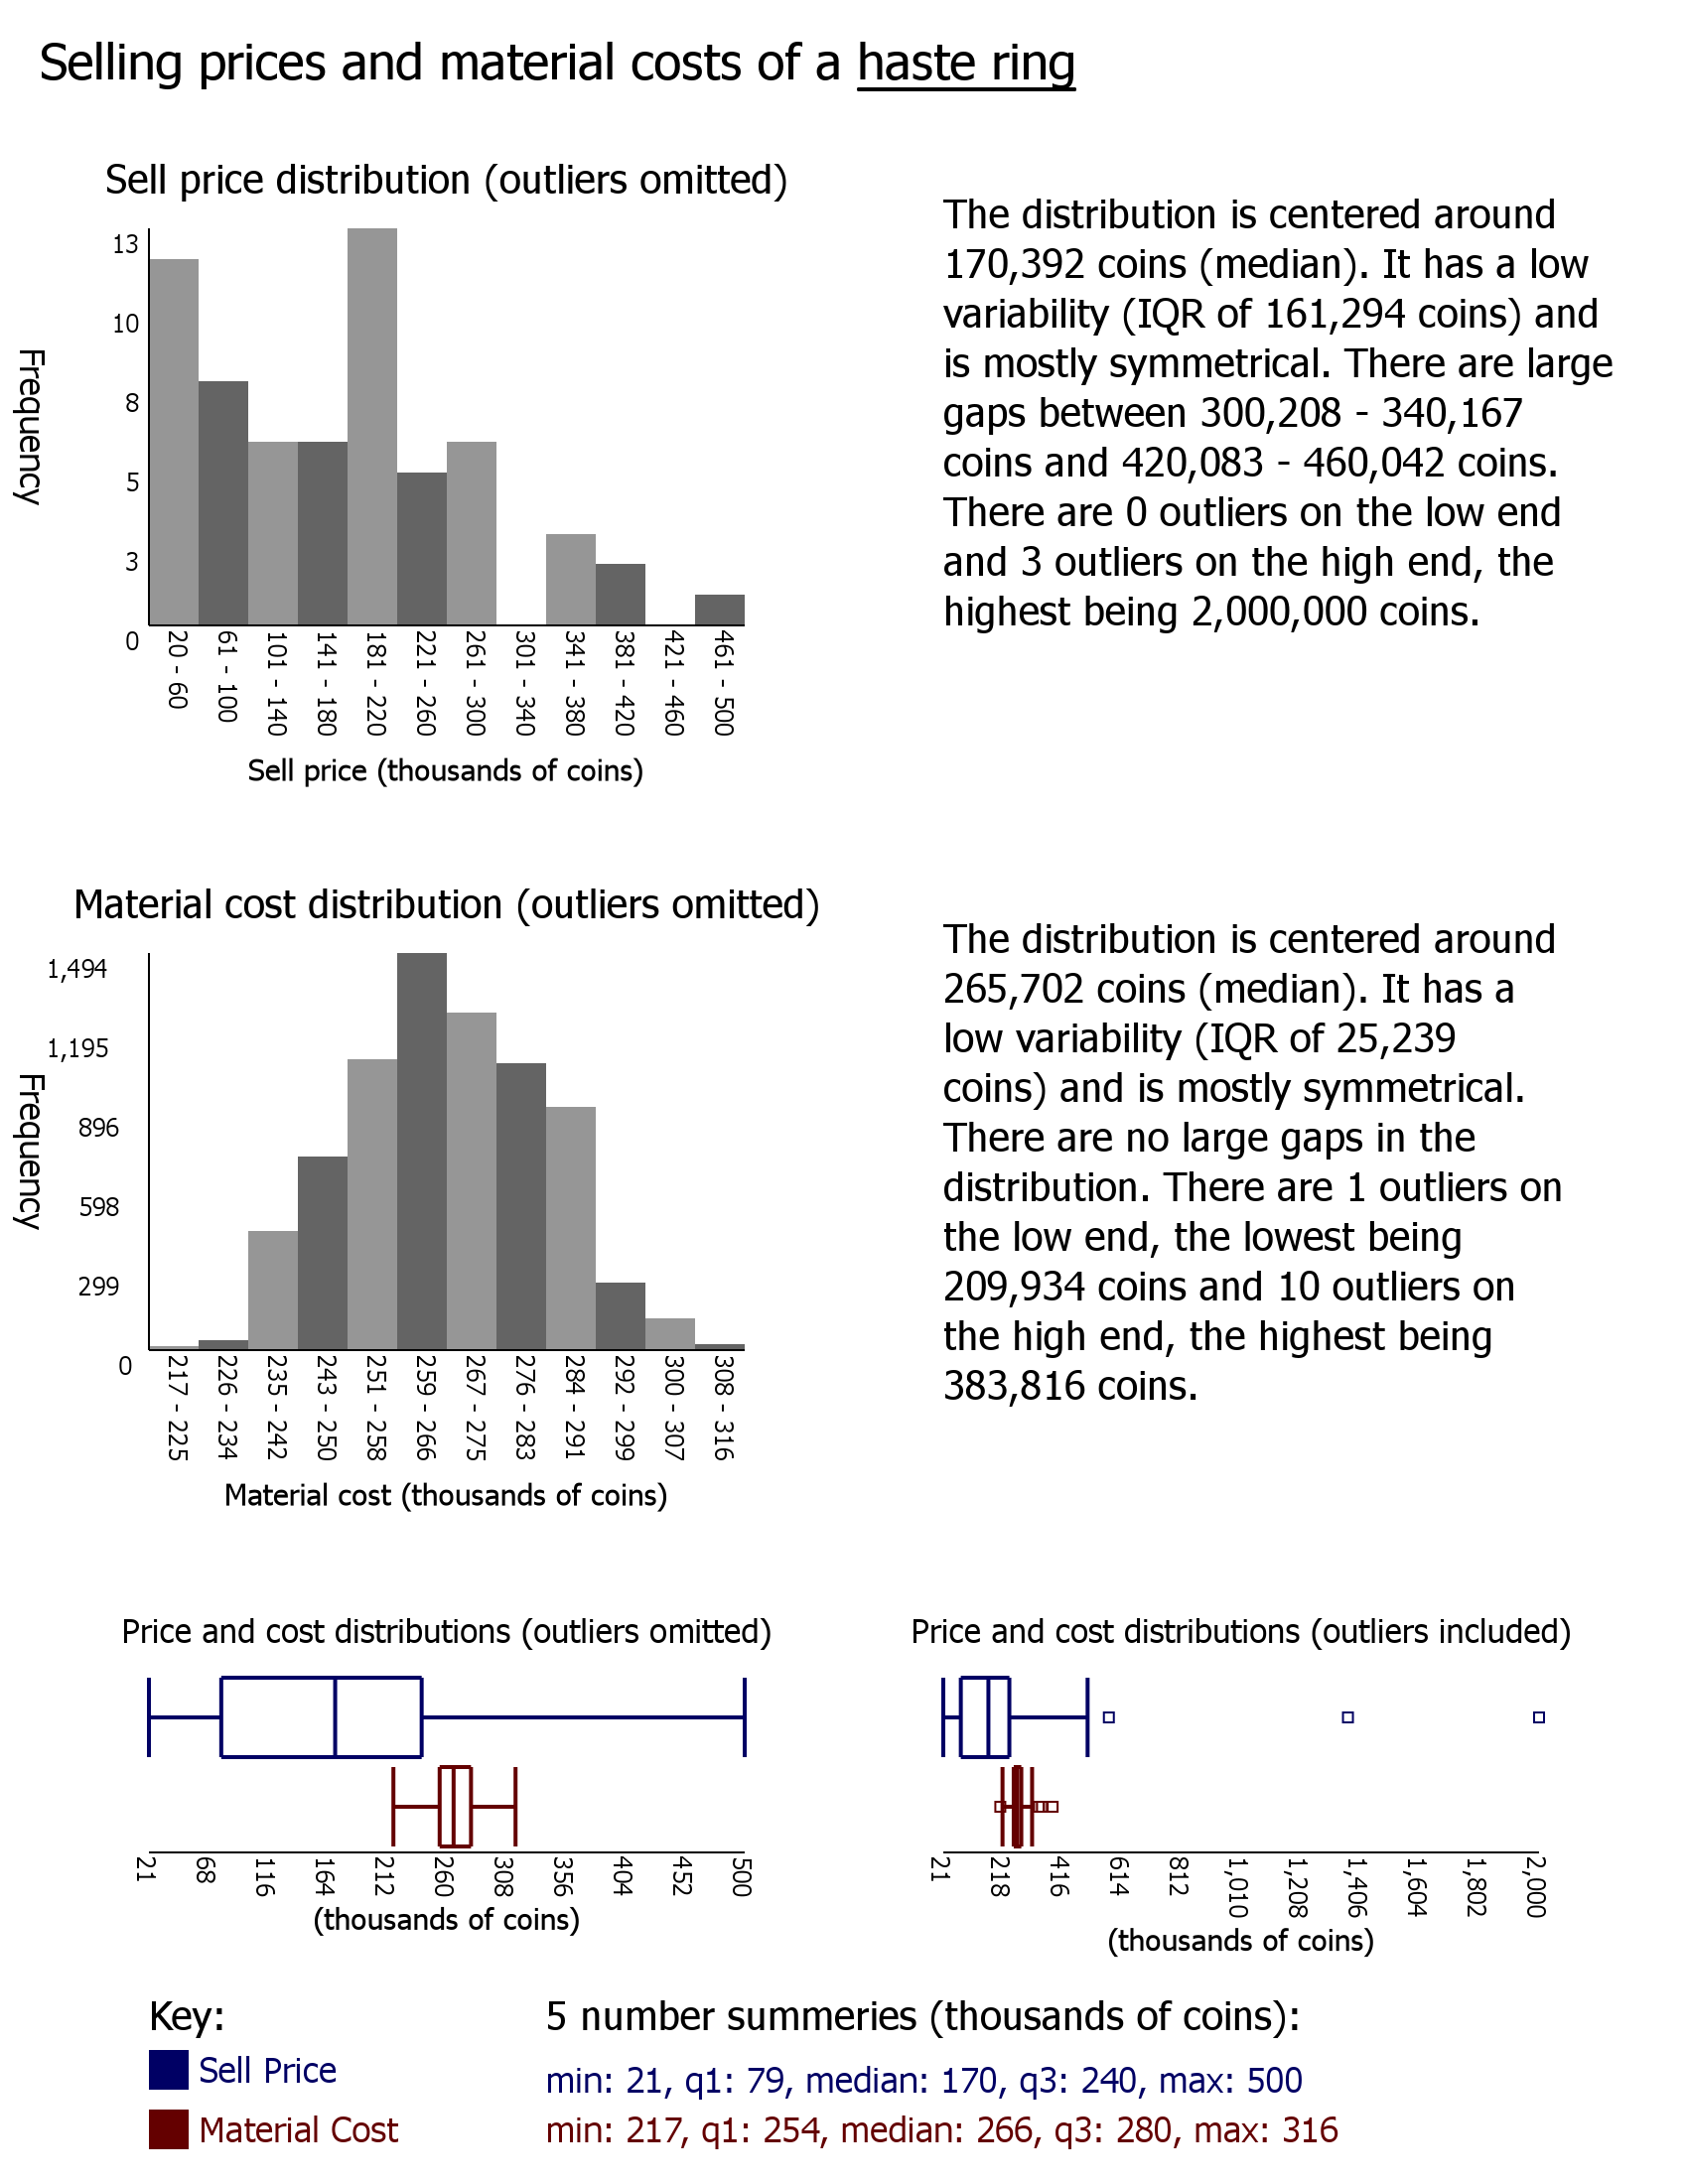 Selling prices and material costs of a haste ring
Sell price distribution (outliers omitted)
Frequency
13
10
8
5
3
0
20 - 60
61 - 100
101 - 140
141 - 180
181 - 220
221 - 260
261 - 300
301 - 340
341 - 380
381 - 420
421 - 460
461 - 500
Sell price (thousands of coins)
The distribution is centered around
170,392 coins (median). It has a low
variability (IQR of 161,294 coins) and
is mostly symmetrical. There are large
gaps between 300,208 - 340,167
coins and 420,083 - 460,042 coins.
There are 0 outliers on the low end
and 3 outliers on the high end, the
highest being 2,000,000 coins.
Material cost distribution (outliers omitted)
Frequency
1,494
1,195
896
598
299
0
217 - 225
226 - 234
235 - 242
243 - 250
251 - 258
259 - 266
267 - 275
276 - 283
284 - 291
292 - 299
300 - 307
308 - 316
Material cost (thousands of coins)
The distribution is centered around
265,702 coins (median). It has a
low variability (IQR of 25,239
coins) and is mostly symmetrical.
There are no large gaps in the
distribution. There are 1 outliers on
the low end, the lowest being
209,934 coins and 10 outliers on
the high end, the highest being
383,816 coins.
Price and cost distributions (outliers omitted)
21
68
116
164
212
260
308
356
404
452
500
(thousands of coins)
Price and cost distributions (outliers included)
21
218
416
614
812
1,010
1,208
1,406
1,604
1,802
2,000
(thousands of coins)
Key:
Sell Price
Material Cost
5 number summeries (thousands of coins):
min: 21, q1: 79, median: 170, q3: 240, max: 500
min: 217, q1: 254, median: 266, q3: 280, max: 316